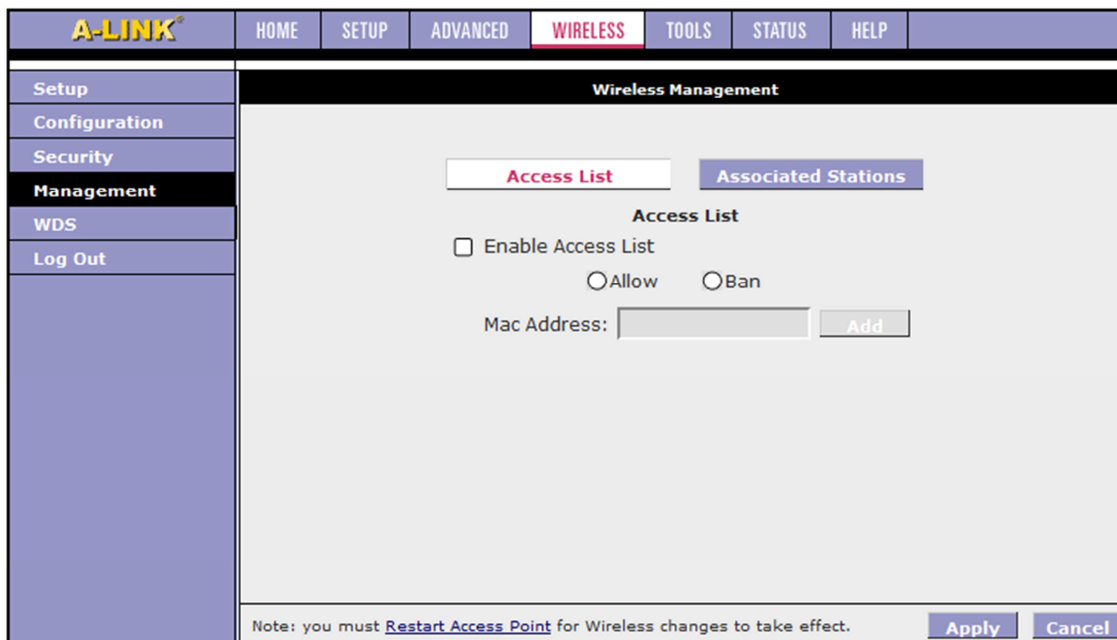 A-LINK® HOME SETUP ADVANCED WIRELESS TOOLS STATUS HELP
Setup
Configuration
Security
Management
WDS
Log Out
Wireless Management
Access List Associated Stations
Access List
Enable Access List
Allow Ban
Mac Address: Add
Note: you must Restart Access Point for Wireless changes to take effect. Apply Cancel